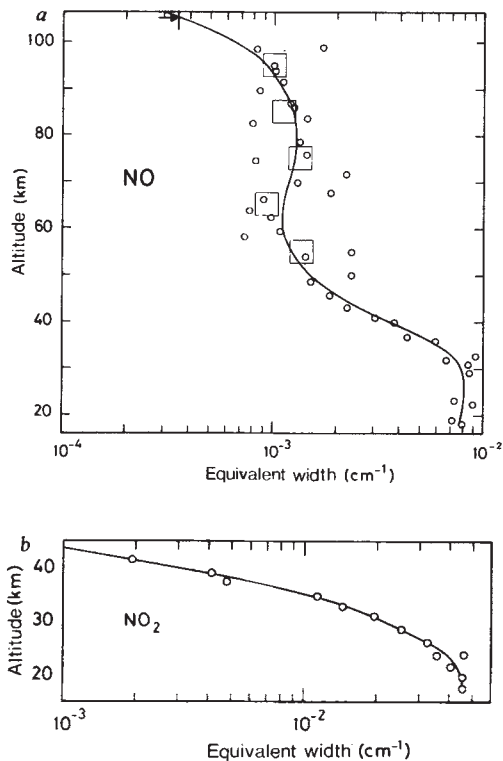 a
100
80
60
40
20
Altitude (km)
NO
10⁻⁴
10⁻³
10⁻²
Equivalent width (cm⁻¹)
b
40
30
20
Altitude (km)
NO₂
10⁻³
10⁻²
Equivalent width (cm⁻¹)